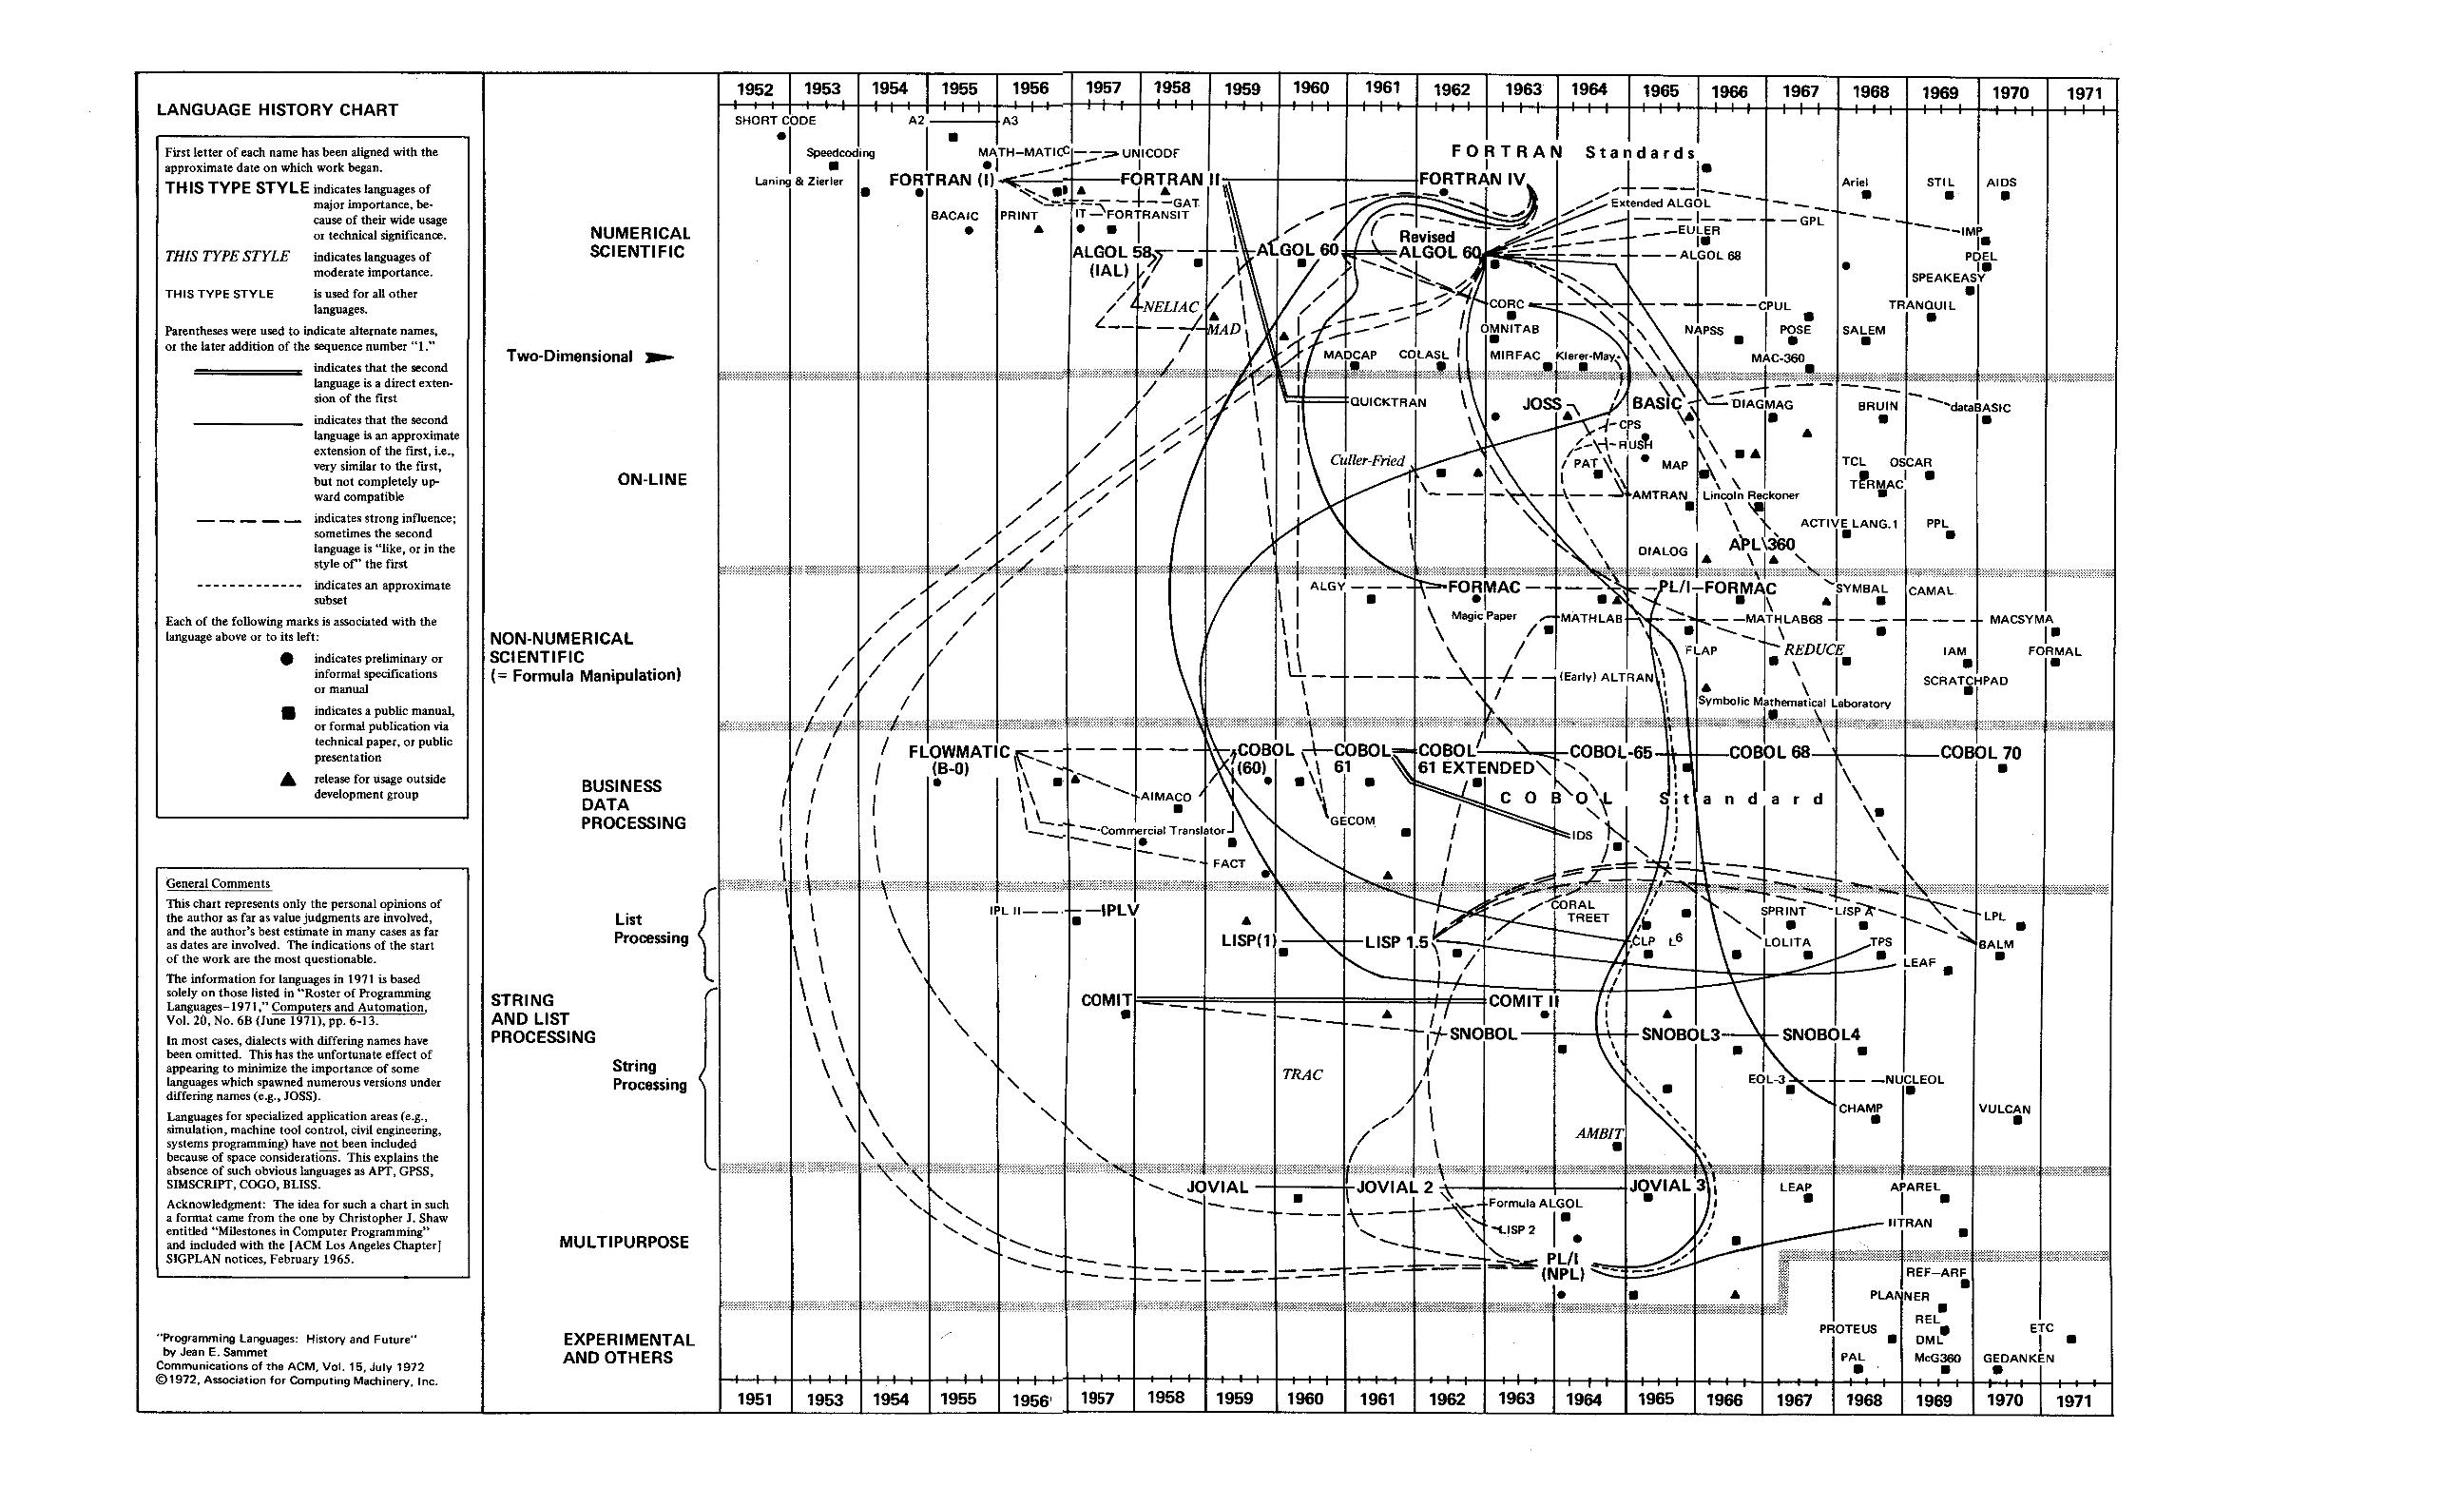 LANGUAGE HISTORY CHART
First letter of each name has been aligned with the
approximate date on which work began.
THIS TYPE STYLE indicates languages of
major importance, be-
cause of their wide usage
or technical significance.
THIS TYPE STYLE indicates languages of
moderate importance.
THIS TYPE STYLE is used for all other
languages.
Parentheses were used to indicate alternate names,
or the later addition of the sequence number "1."
indicates that the second
language is a direct exten-
sion of the first
indicates that the second
language is an approximate
extension of the first, i.e.,
very similar to the first,
but not completely up-
ward compatible
indicates strong influence;
sometimes the second
language is "like, or in the
style of" the first
indicates an approximate
subset
Each of the following marks is associated with the
language above or to its left:
indicates preliminary or
informal specifications
or manual
indicates a public manual,
or formal publication via
technical paper, or public
presentation
release for usage outside
development group
General Comments
This chart represents only the personal opinions of
the author as far as value judgments are involved,
and the author's best estimate in many cases as far
as dates are involved. The indications of the start
of the work are the most questionable.
The information for languages in 1971 is based
solely on those listed in "Roster of Programming
Languages–1971," Computers and Automation,
Vol. 20, No. 6B (June 1971), pp. 6-13.
In most cases, dialects with differing names have
been omitted. This has the unfortunate effect of
appearing to minimize the importance of some
languages which spawned numerous versions under
differing names (e.g., JOSS).
Languages for specialized application areas (e.g.,
simulation, machine tool control, civil engineering,
systems programming) have not been included
because of space considerations. This explains the
absence of such obvious languages as APT, GPSS,
SIMSCRIPT, COGO, BLISS.
Acknowledgment: The idea for such a chart in such
a format came from the one by Christopher J. Shaw
entitled "Milestones in Computer Programming"
and included with the [ACM Los Angeles Chapter]
SIGPLAN notices, February 1965.
"Programming Languages: History and Future"
by Jean E. Sammet
Communications of the ACM, Vol. 15, July 1972
©1972, Association for Computing Machinery, Inc.
1952 1953 1954 1955 1956 1957 1958 1959 1960 1961 1962 1963 1964 1965 1966 1967 1968 1969 1970 1971
SHORT CODE A2 A3
Speedcoding MATH-MATIC UNICODE FORTRAN Standards
Laning & Zierler FORTRAN (I) FORTRAN II FORTRAN IV Ariel STIL AIDS
GAT Extended ALGOL
BACAIC PRINT IT FORTRANSIT GPL
NUMERICAL
SCIENTIFIC
EULER IMP
ALGOL 58
(IAL)
ALGOL 60
Revised
ALGOL 60
ALGOL 68 PDEL
SPEAKEASY
NELIAC CORC CPUL TRANQUIL
MAD OMNITAB NAPSS POSE SALEM
Two-Dimensional MADCAP COLASL MIRFAC Klerer-May MAC-360
QUICKTRAN JOSS BASIC DIAGMAG BRUIN dataBASIC
CPS
RUSH
Culler-Fried PAT MAP TCL OSCAR
ON-LINE
TERMAC
AMTRAN Lincoln Reckoner
ACTIVE LANG.1 PPL
DIALOG APL 360
ALGY FORMAC PL/I-FORMAC SYMBAL CAMAL
Magic Paper MATHLAB MATHLAB68 MACSYMA
NON-NUMERICAL
SCIENTIFIC
(= Formula Manipulation)
FLAP REDUCE IAM FORMAL
(Early) ALTRAN SCRATCHPAD
Symbolic Mathematical Laboratory
FLOWMATIC
(B-0)
COBOL
(60)
COBOL
61
COBOL
61 EXTENDED
COBOL-65 COBOL 68 COBOL 70
BUSINESS
DATA
PROCESSING
AIMACO COBOL Standard
Commercial Translator GECOM IDS
FACT
List
Processing
IPL II IPLV CORAL
TREET
SPRINT LISP A LPL
LISP(1) LISP 1.5 CLP L6 LOLITA TPS BALM
LEAF
STRING
AND LIST
PROCESSING
COMIT COMIT II
SNOBOL SNOBOL3 SNOBOL4
String
Processing
TRAC EOL-3 NUCLEOL
CHAMP VULCAN
AMBIT
JOVIAL JOVIAL 2 JOVIAL 3 LEAP APAREL
Formula ALGOL
LISP 2 IITRAN
MULTIPURPOSE
PL/I
(NPL)
REF-ARF
PLANNER
EXPERIMENTAL
AND OTHERS
REL
PROTEUS ETC
DML
PAL McG360 GEDANKEN
1951 1953 1954 1955 1956 1957 1958 1959 1960 1961 1962 1963 1964 1965 1966 1967 1968 1969 1970 1971